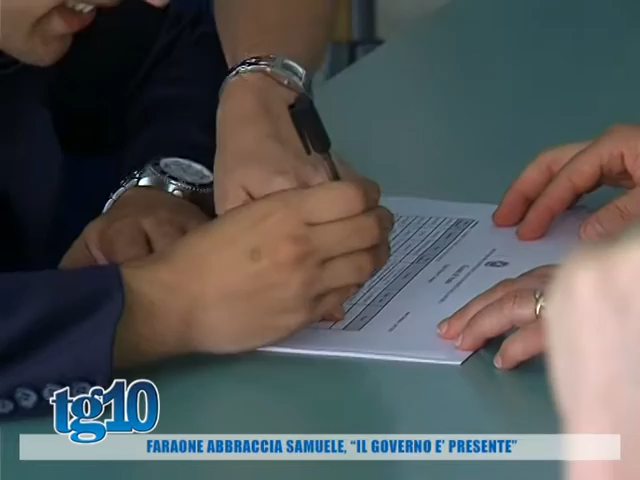 tg10
FARAONE ABBRACCIA SAMUELE, “IL GOVERNO E’ PRESENTE”